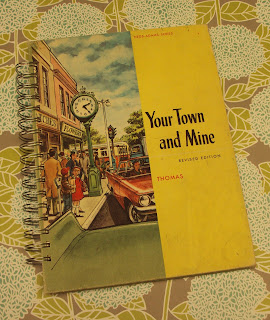 Your Town
and Mine
REVISED EDITION
THOMAS